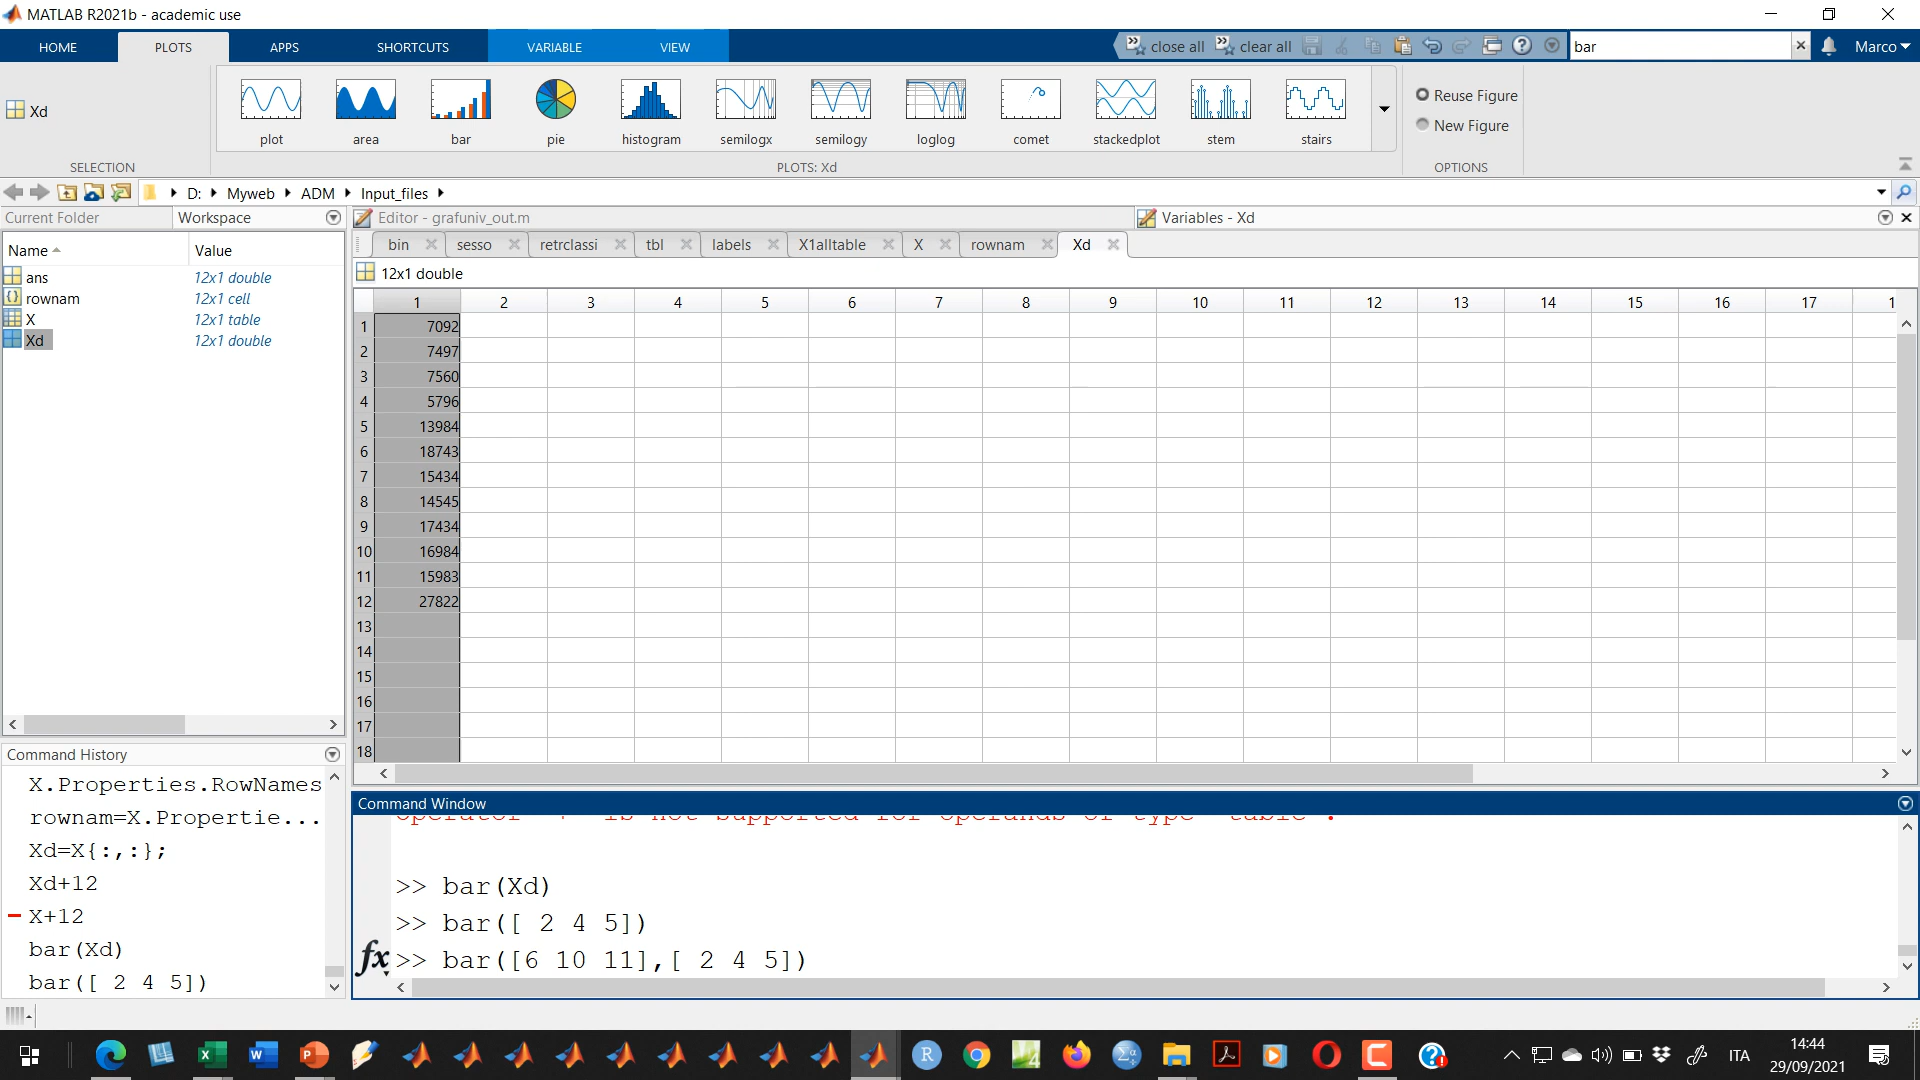 MATLAB R2021b - academic use
HOME PLOTS APPS SHORTCUTS VARIABLE VIEW close all clear all bar Marco
Xd
plot area bar pie histogram semilogx semilogy loglog comet stackedplot stem stairs
Reuse Figure
New Figure
SELECTION PLOTS: Xd OPTIONS
D: Myweb ADM Input_files
Current Folder Workspace Editor - grafuniv_out.m Variables - Xd
bin sesso retrclassi tbl labels X1alltable X rownam Xd
Name Value
12x1 double
ans 12x1 double
rownam 12x1 cell
X 12x1 table
Xd 12x1 double
1 2 3 4 5 6 7 8 9 10 11 12 13 14 15 16 17 1
1 7092
2 7497
3 7560
4 5796
5 13984
6 18743
7 15434
8 14545
9 17434
10 16984
11 15983
12 27822
13
14
15
16
17
18
Command History
X.Properties.RowNames
rownam=X.Propertie...
Xd=X{:,:};
Xd+12
X+12
bar(Xd)
bar([ 2 4 5])
Command Window
>> bar(Xd)
>> bar([ 2 4 5])
fx >> bar([6 10 11],[ 2 4 5])
ITA
14:44
29/09/2021